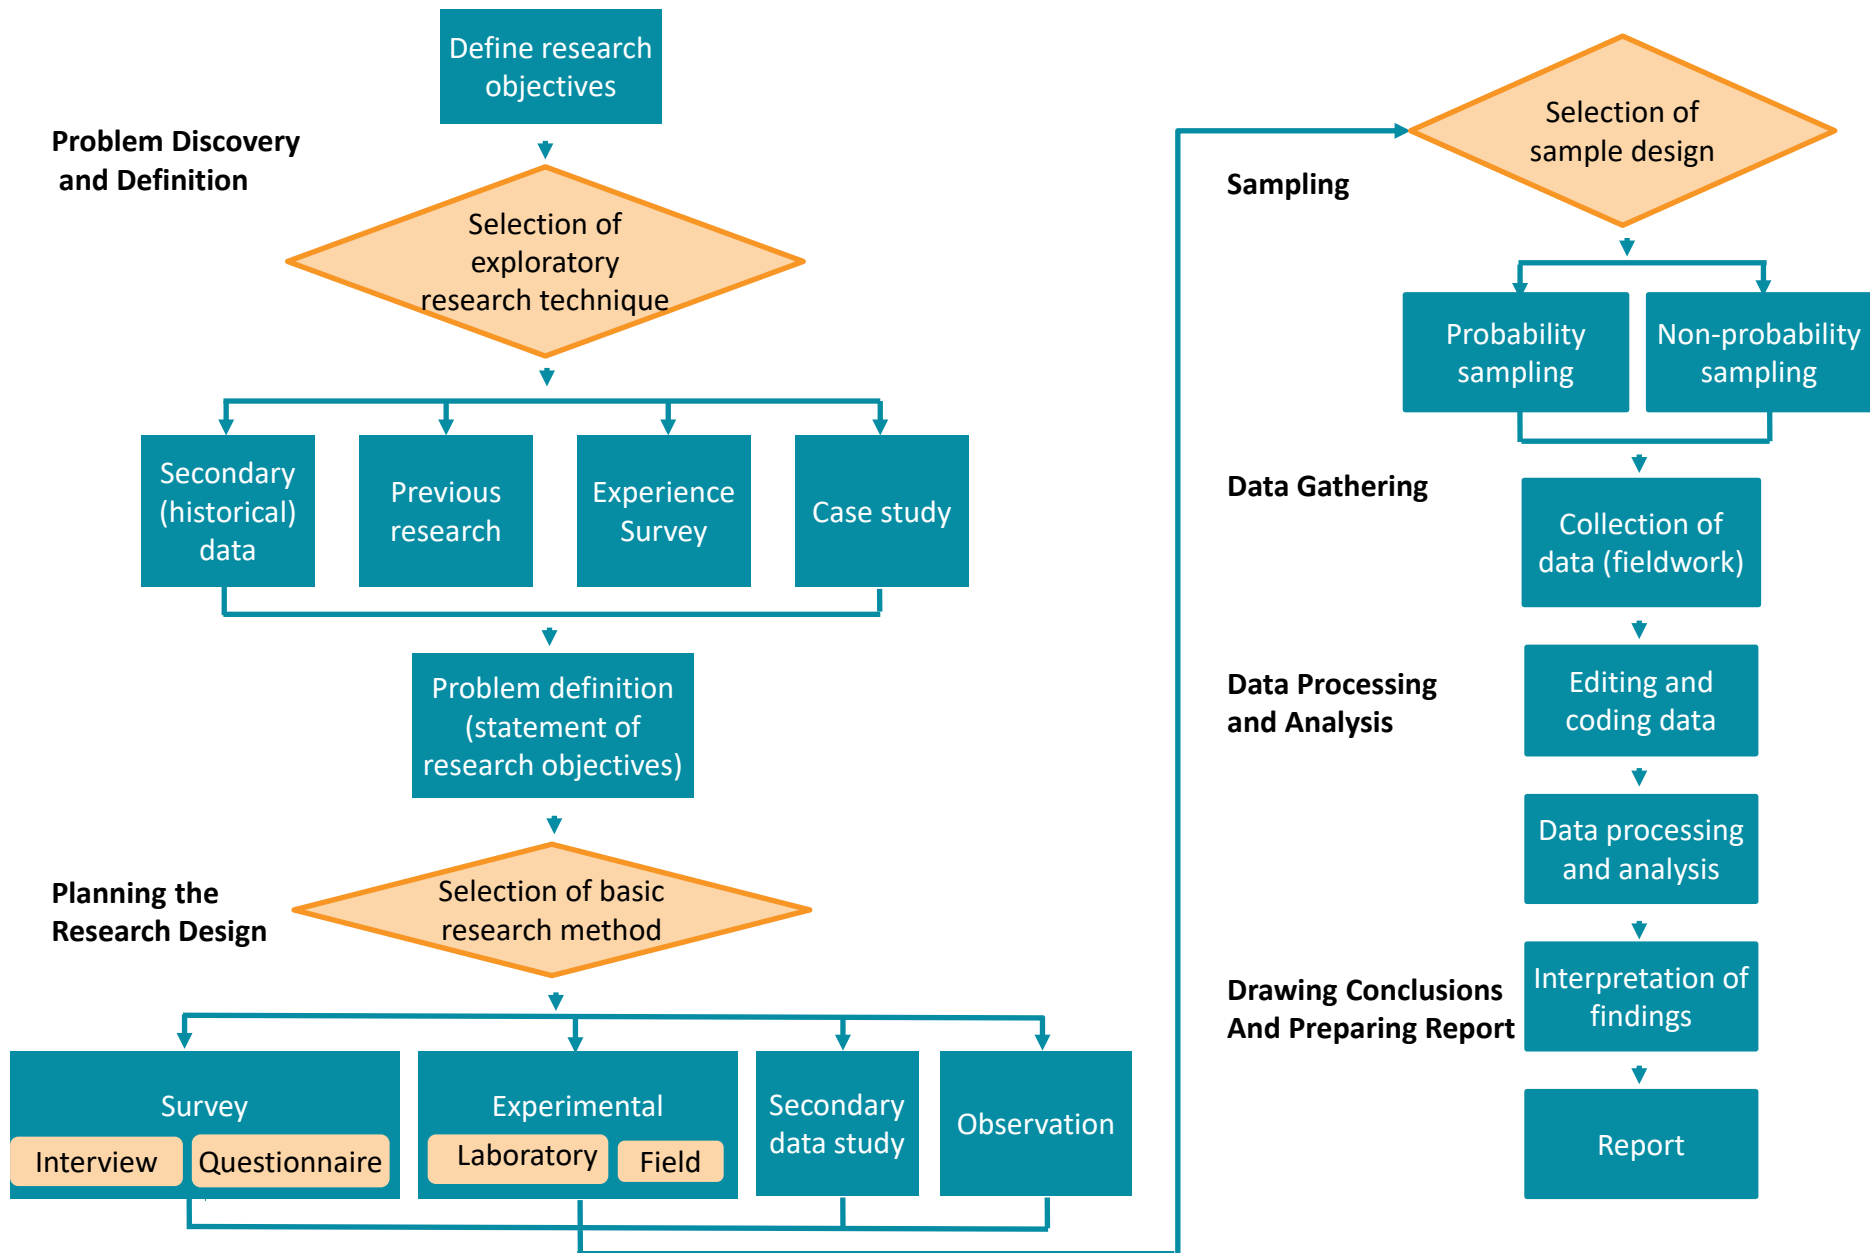 Define research
objectives
Problem Discovery
and Definition
Selection of
exploratory
research technique
Secondary
(historical)
data
Previous
research
Experience
Survey
Case study
Problem definition
(statement of
research objectives)
Planning the
Research Design
Selection of basic
research method
Survey
Interview
Questionnaire
Experimental
Laboratory
Field
Secondary
data study
Observation
Selection of
sample design
Sampling
Probability
sampling
Non-probability
sampling
Data Gathering
Collection of
data (fieldwork)
Data Processing
and Analysis
Editing and
coding data
Data processing
and analysis
Drawing Conclusions
And Preparing Report
Interpretation of
findings
Report